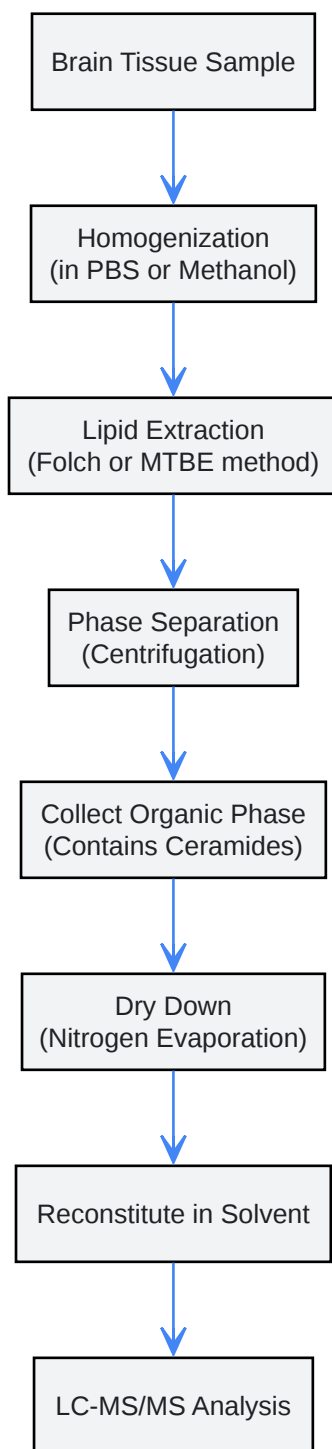 Brain Tissue Sample
Homogenization
(in PBS or Methanol)
Lipid Extraction
(Folch or MTBE method)
Phase Separation
(Centrifugation)
Collect Organic Phase
(Contains Ceramides)
Dry Down
(Nitrogen Evaporation)
Reconstitute in Solvent
LC-MS/MS Analysis